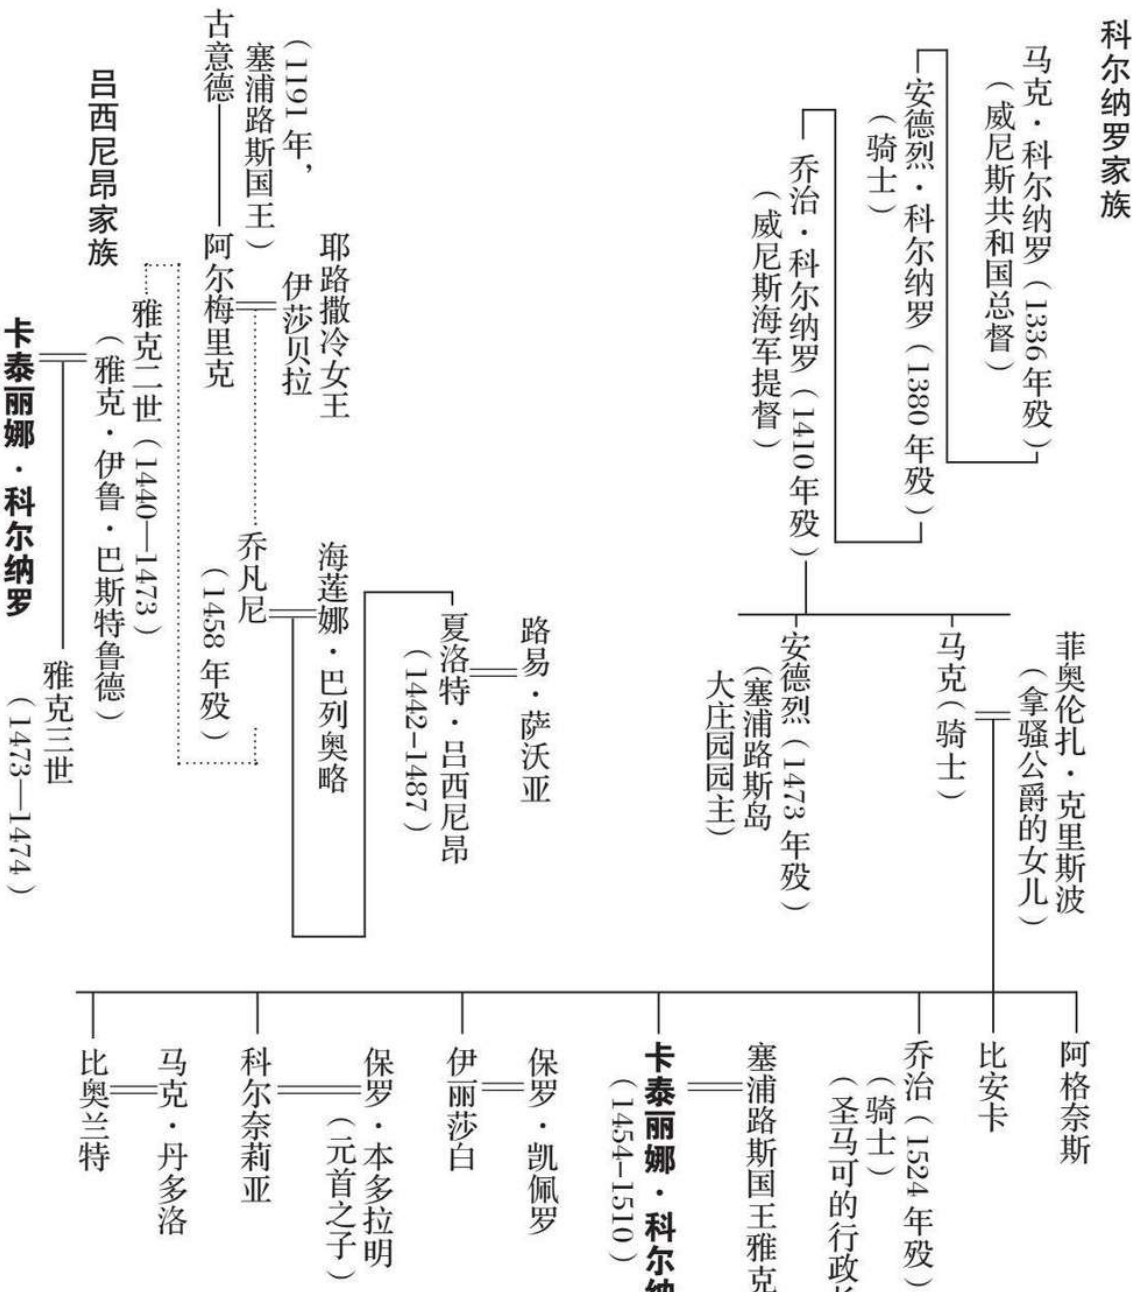 科尔纳罗家族
马克·科尔纳罗（1336年殁）
（威尼斯共和国总督）
安德烈·科尔纳罗（1380年殁）
（骑士）
乔治·科尔纳罗（1410年殁）
（威尼斯海军提督）
菲奥伦扎·克里斯波
（拿骚公爵的女儿）
马克（骑士）
安德烈（1473年殁）
（塞浦路斯岛
大庄园园主）
阿格奈斯
比安卡
乔治（1524年殁）
（骑士）
（圣马可的行政长
塞浦路斯国王雅克
卡泰丽娜·科尔纳
（1454–1510）
保罗·凯佩罗
伊丽莎白
保罗·本多拉明
（元首之子）
科尔奈莉亚
马克·丹多洛
比奥兰特
吕西尼昂家族
（1191年，
塞浦路斯国王）
古意德
耶路撒冷女王
伊莎贝拉
阿尔梅里克
路易·萨沃亚
夏洛特·吕西尼昂
（1442–1487）
海莲娜·巴列奥略
乔凡尼
（1458年殁）
雅克二世（1440—1473）
（雅克·伊鲁·巴斯特鲁德）
卡泰丽娜·科尔纳罗
雅克三世
（1473—1474）